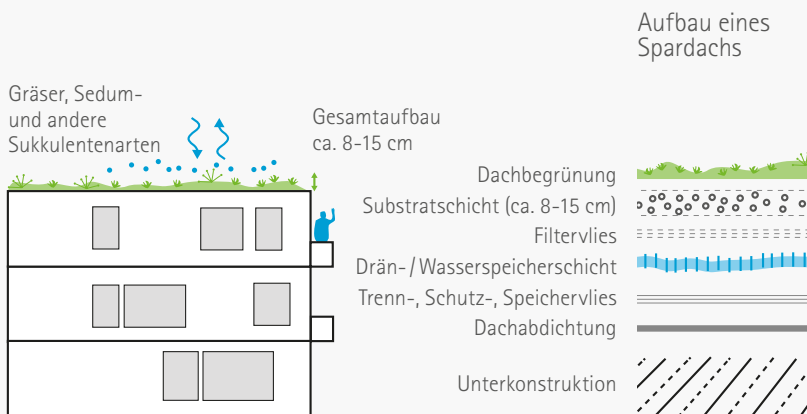 Aufbau eines
Spardachs
Gräser, Sedum-
und andere
Sukkulentenarten
Gesamtaufbau
ca. 8-15 cm
Dachbegrünung
Substratschicht (ca. 8-15 cm)
Filtervlies
Drän-/Wasserspeicherschicht
Trenn-, Schutz-, Speichervlies
Dachabdichtung
Unterkonstruktion